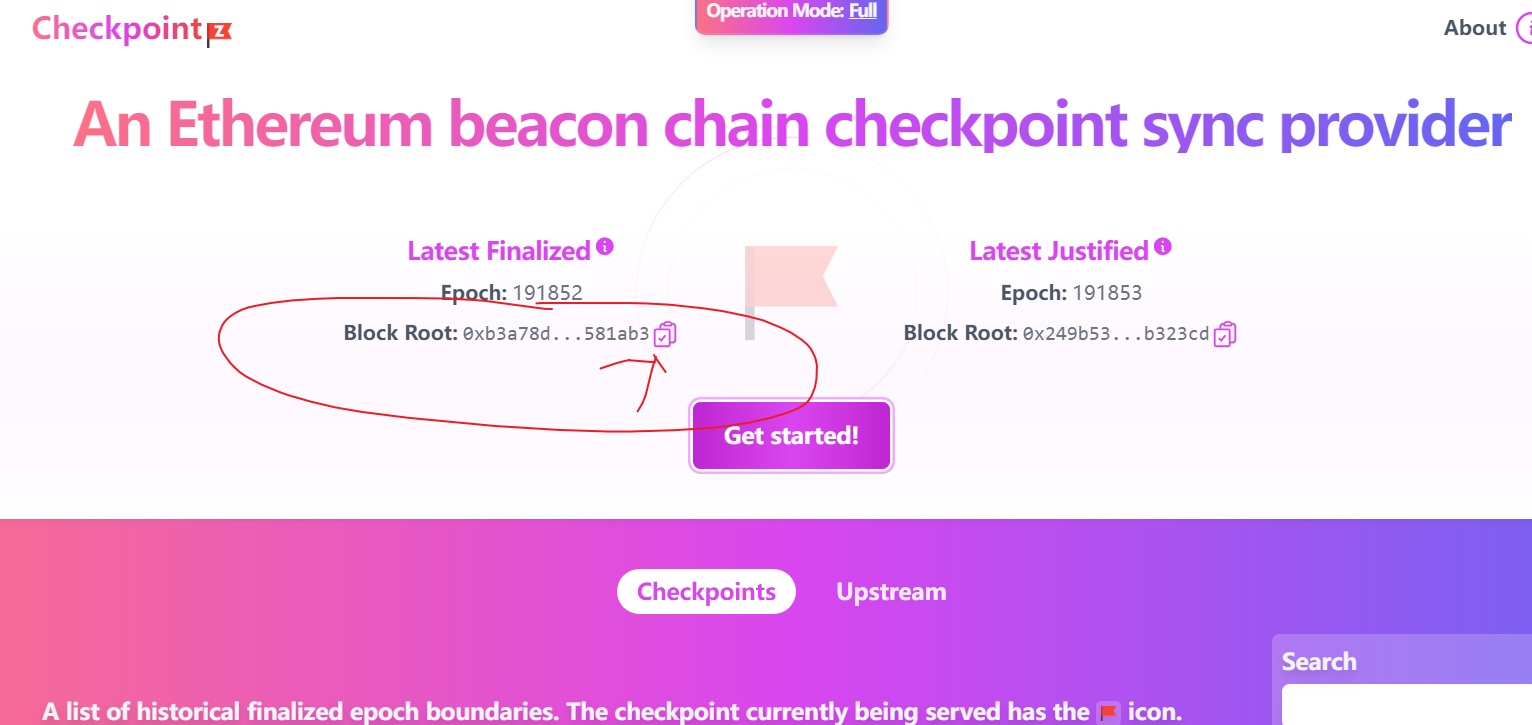 Checkpoint
Operation Mode: Full
About
An Ethereum beacon chain checkpoint sync provider
Latest Finalized
Epoch: 191852
Block Root: 0xb3a78d...581ab3
Latest Justified
Epoch: 191853
Block Root: 0x249b53...b323cd
Get started!
Checkpoints
Upstream
Search
A list of historical finalized epoch boundaries. The checkpoint currently being served has the icon.